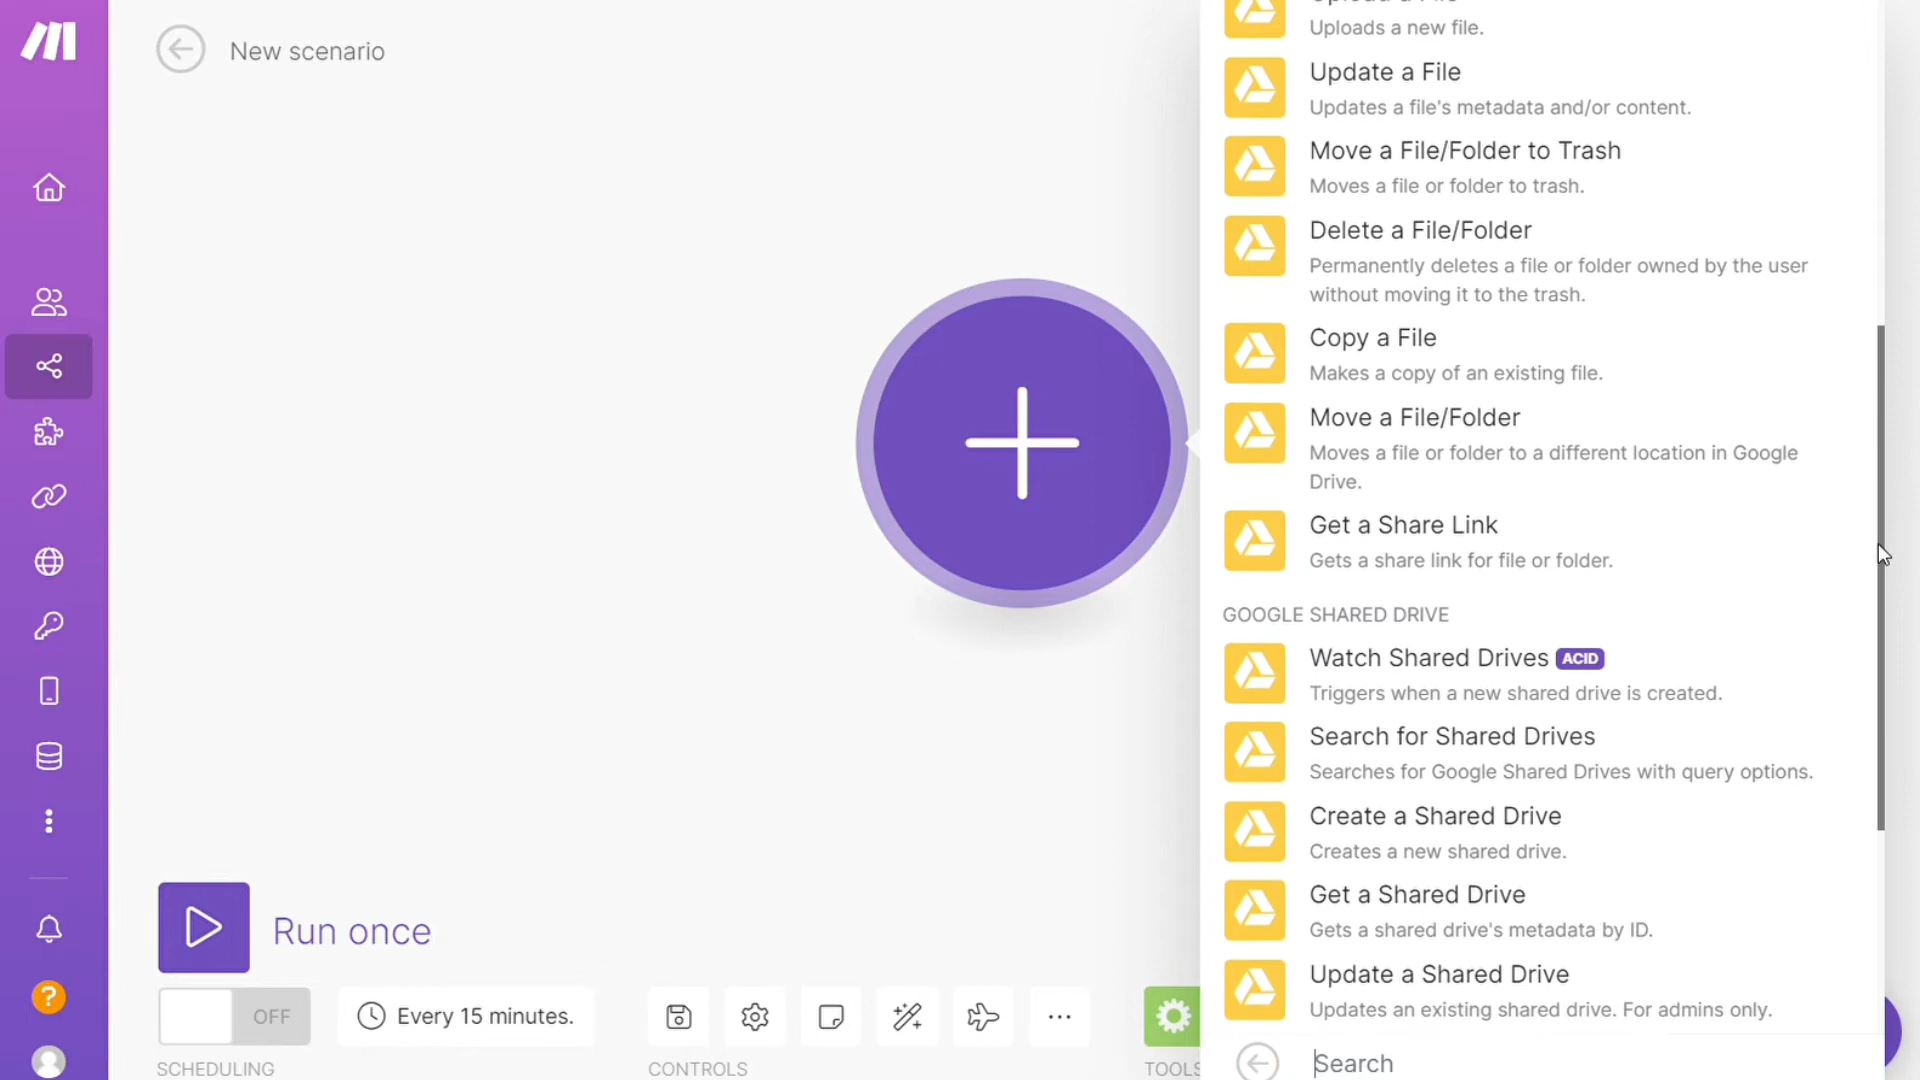 New scenario
Uploads a new file.
Update a File
Updates a file's metadata and/or content.
Move a File/Folder to Trash
Moves a file or folder to trash.
Delete a File/Folder
Permanently deletes a file or folder owned by the user
without moving it to the trash.
Copy a File
Makes a copy of an existing file.
Move a File/Folder
Moves a file or folder to a different location in Google
Drive.
Get a Share Link
Gets a share link for file or folder.
GOOGLE SHARED DRIVE
Watch Shared Drives ACID
Triggers when a new shared drive is created.
Search for Shared Drives
Searches for Google Shared Drives with query options.
Create a Shared Drive
Creates a new shared drive.
Get a Shared Drive
Gets a shared drive's metadata by ID.
Update a Shared Drive
Updates an existing shared drive. For admins only.
Search
Run once
OFF
Every 15 minutes.
SCHEDULING
CONTROLS
TOOLS
?